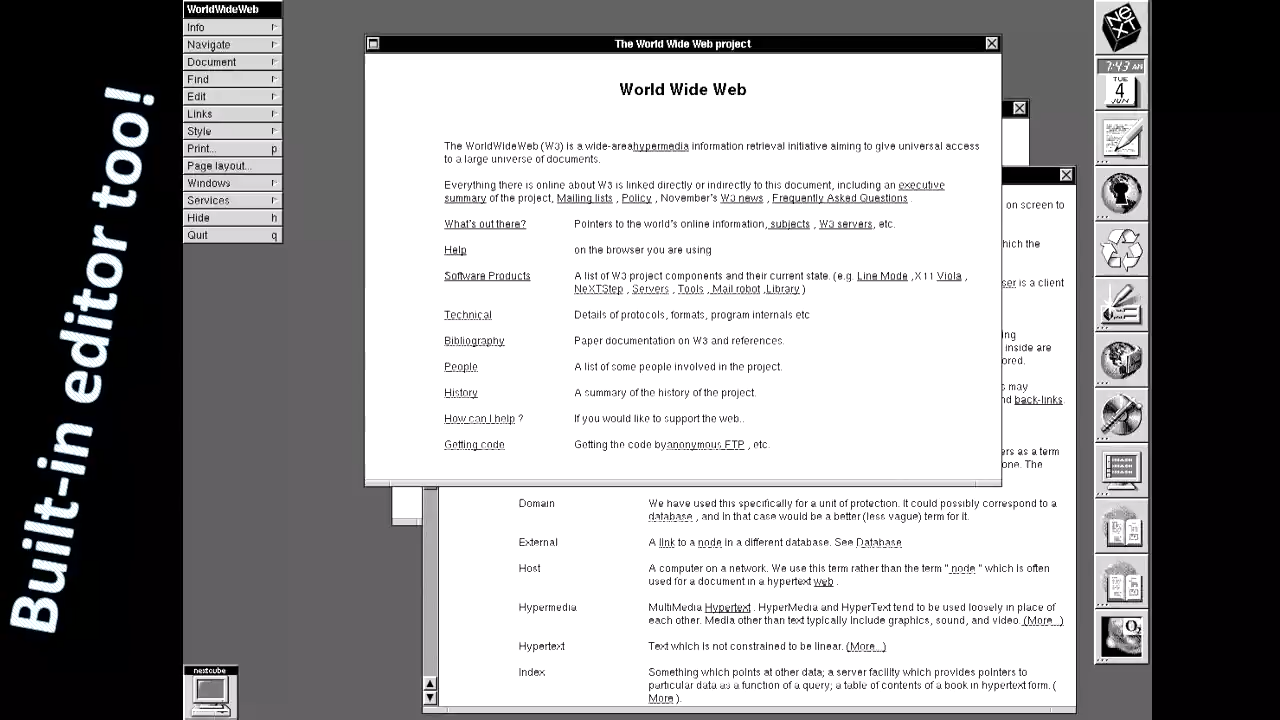 Built-in editor too!
WorldWideWeb
Info
Navigate
Document
Find
Edit
Links
Style
Print... p
Page layout...
Windows
Services
Hide h
Quit q
The World Wide Web project
World Wide Web
The WorldWideWeb (W3) is a wide-areahypermedia information retrieval initiative aiming to give universal access
to a large universe of documents.
Everything there is online about W3 is linked directly or indirectly to this document, including an executive
summary of the project, Mailing lists , Policy , November's W3 news , Frequently Asked Questions
What's out there? Pointers to the world's online information, subjects , W3 servers, etc.
Help on the browser you are using
Software Products A list of W3 project components and their current state. (e.g. Line Mode ,X11 Viola ,
NeXTStep , Servers , Tools , Mail robot ,Library )
Technical Details of protocols, formats, program internals etc
Bibliography Paper documentation on W3 and references.
People A list of some people involved in the project.
History A summary of the history of the project.
How can I help ? If you would like to support the web..
Getting code Getting the code byanonymous FTP , etc.
on screen to
hich the
ser is a client
ing
inside are
ored.
s may
nd back-links.
ers as a term
one. The
Domain We have used this specifically for a unit of protection. It could possibly correspond to a
database , and in that case would be a better (less vague) term for it.
External A link to a node in a different database. See Database
Host A computer on a network. We use this term rather than the term " node " which is often
used for a document in a hypertext web .
Hypermedia MultiMedia Hypertext . HyperMedia and HyperText tend to be used loosely in place of
each other. Media other than text typically include graphics, sound, and video (More...)
Hypertext Text which is not constrained to be linear. (More...)
Index Something which points at other data; a server facility which provides pointers to
particular data as a function of a query; a table of contents of a book in hypertext form. (
More ).
NeXT
7:43 AM
TUE
4
JUN
O2
nextcube